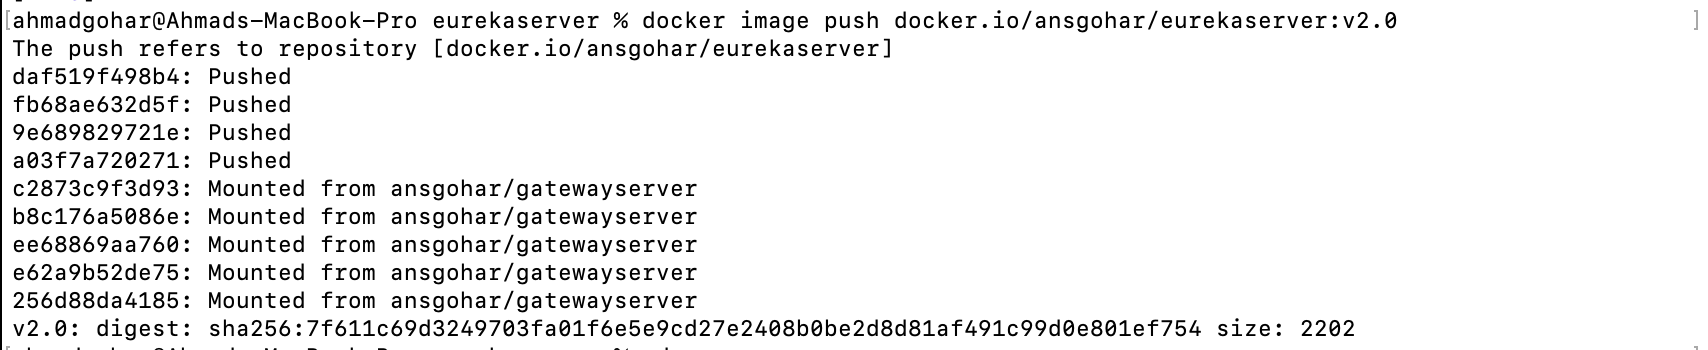 [ahmadgohar@Ahmads-MacBook-Pro eurekaserver % docker image push docker.io/ansgohar/eurekaserver:v2.0 ]
The push refers to repository [docker.io/ansgohar/eurekaserver]
daf519f498b4: Pushed
fb68ae632d5f: Pushed
9e689829721e: Pushed
a03f7a720271: Pushed
c2873c9f3d93: Mounted from ansgohar/gatewayserver
b8c176a5086e: Mounted from ansgohar/gatewayserver
ee68869aa760: Mounted from ansgohar/gatewayserver
e62a9b52de75: Mounted from ansgohar/gatewayserver
256d88da4185: Mounted from ansgohar/gatewayserver
v2.0: digest: sha256:7f611c69d3249703fa01f6e5e9cd27e2408b0be2d8d81af491c99d0e801ef754 size: 2202